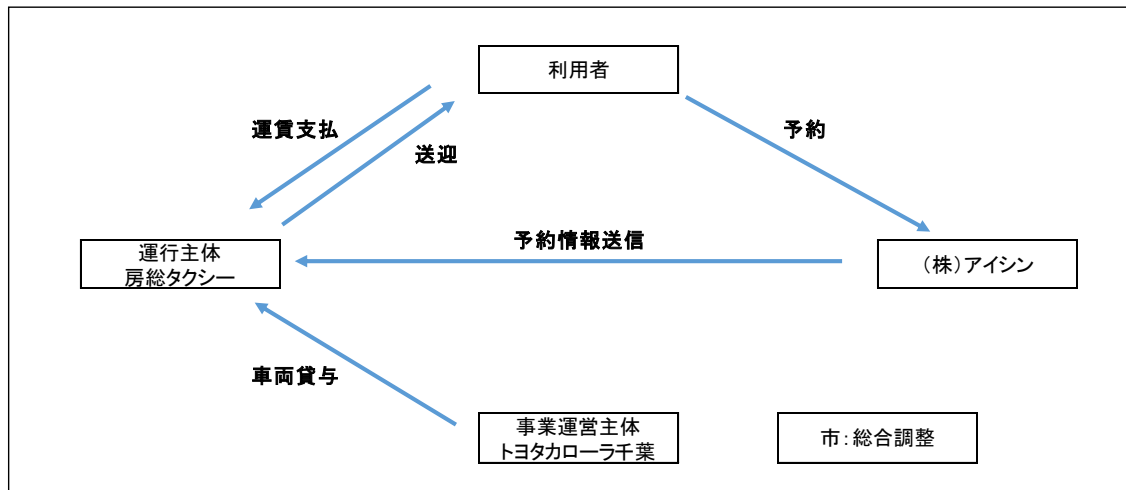 利用者
運賃支払
送迎
予約
予約情報送信
運行主体
房総タクシー
(株)アイシン
車両貸与
事業運営主体
トヨタカローラ千葉
市:総合調整